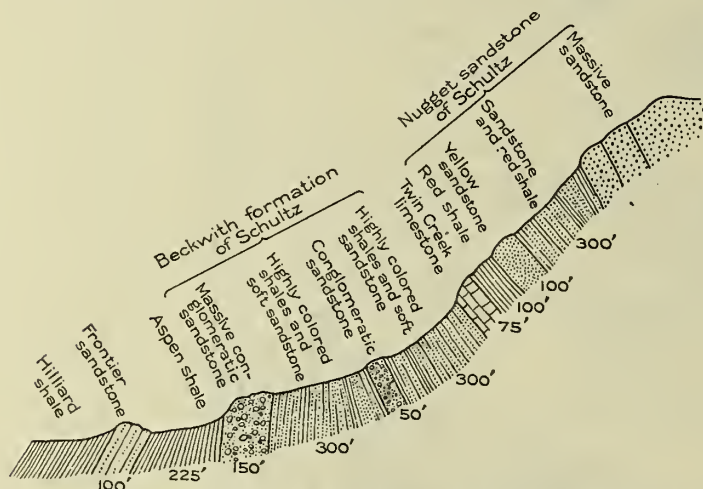 Hilliard
shale
Frontier
sandstone
Beckwith formation
of Schultz
Aspen shale
Massive con-
glomeratic
sandstone
Highly colored
shales and
soft sandstone
Conglomeratic
sandstone
Highly colored
shales and soft
sandstone
Nugget sandstone
of Schultz
Twin Creek
limestone
Red shale
Yellow
sandstone
Sandstone
and red shale
Massive
sandstone
100'
225'
150'
300'
50'
300'
75'
100'
100'
300'